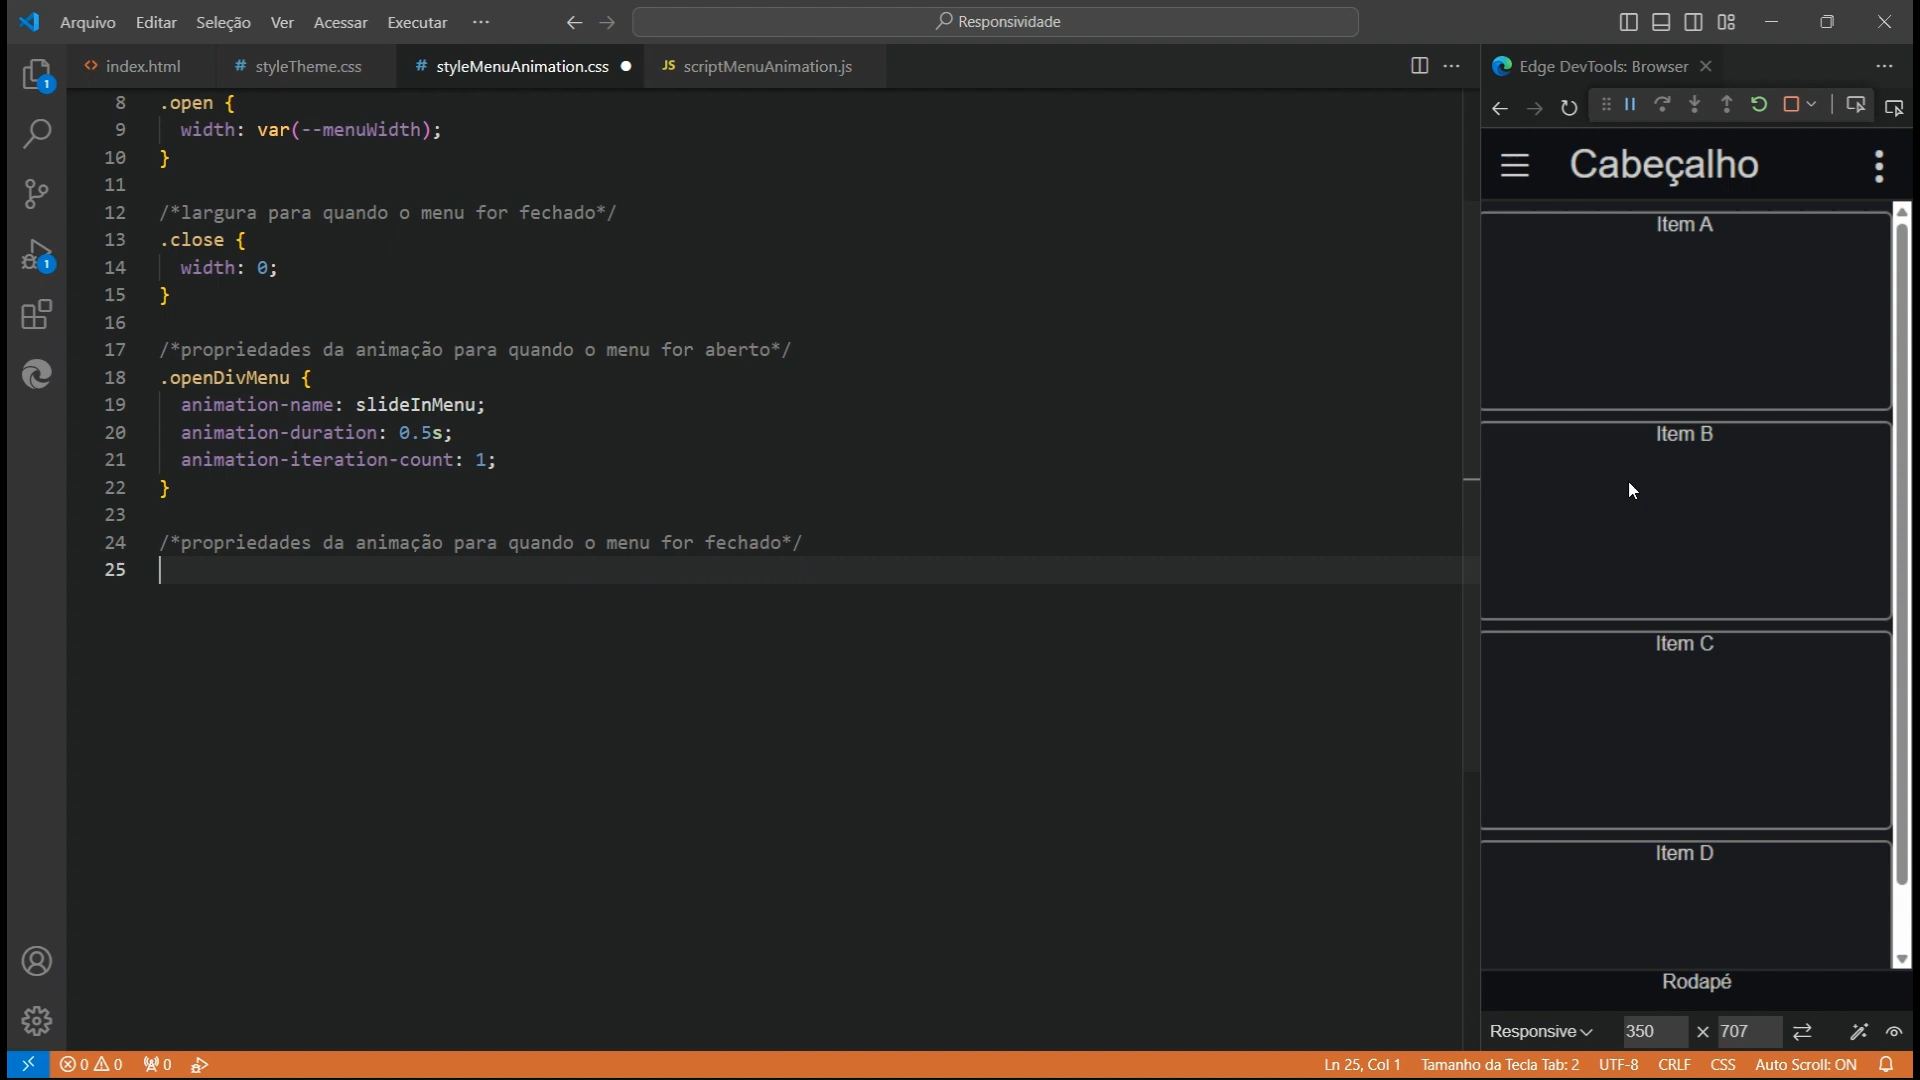 Arquivo Editar Seleção Ver Acessar Executar ··· Responsividade
index.html # styleTheme.css # styleMenuAnimation.css JS scriptMenuAnimation.js Edge DevTools: Browser
8 .open {
9 width: var(--menuWidth);
10 }
11
12 /*largura para quando o menu for fechado*/
13 .close {
14 width: 0;
15 }
16
17 /*propriedades da animação para quando o menu for aberto*/
18 .openDivMenu {
19 animation-name: slideInMenu;
20 animation-duration: 0.5s;
21 animation-iteration-count: 1;
22 }
23
24 /*propriedades da animação para quando o menu for fechado*/
25
1
1
Cabeçalho
Item A
Item B
Item C
Item D
Rodapé
Responsive 350 × 707
0 0 0 Ln 25, Col 1 Tamanho da Tecla Tab: 2 UTF-8 CRLF CSS Auto Scroll: ON